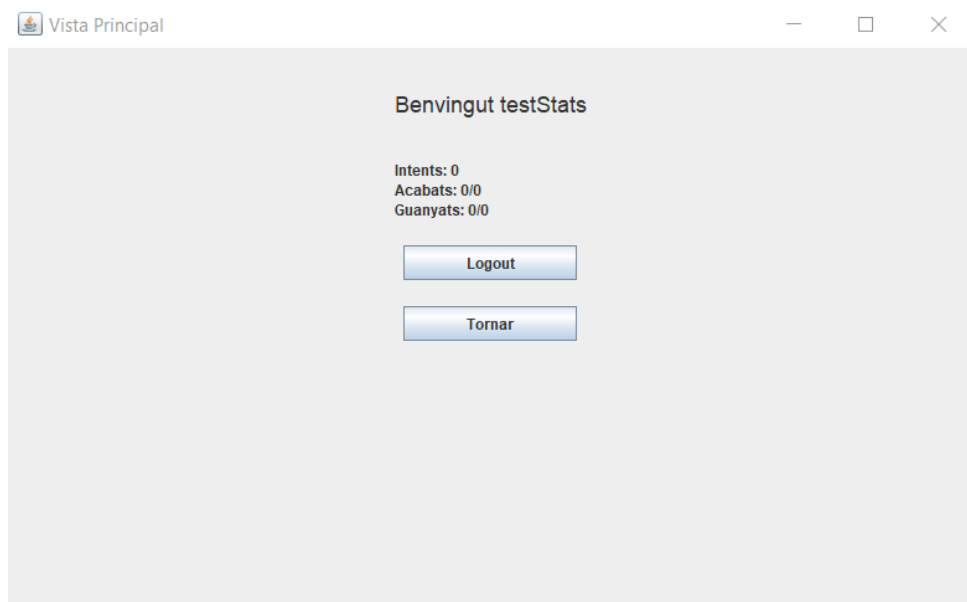 Vista Principal
Benvingut testStats
Intents: 0
Acabats: 0/0
Guanyats: 0/0
Logout
Tornar